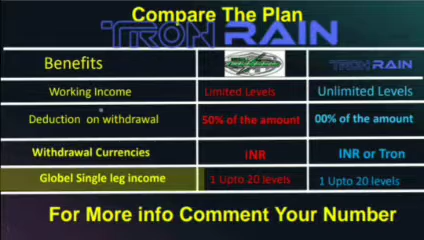 Compare The Plan
TRON RAIN
Benefits
TRON RAIN
Working Income
Limited Levels
Unlimited Levels
Deduction on withdrawal
50% of the amount
00% of the amount
Withdrawal Currencies
INR
INR or Tron
Globel Single leg income
1 Upto 20 levels
1 Upto 20 levels
For More info Comment Your Number